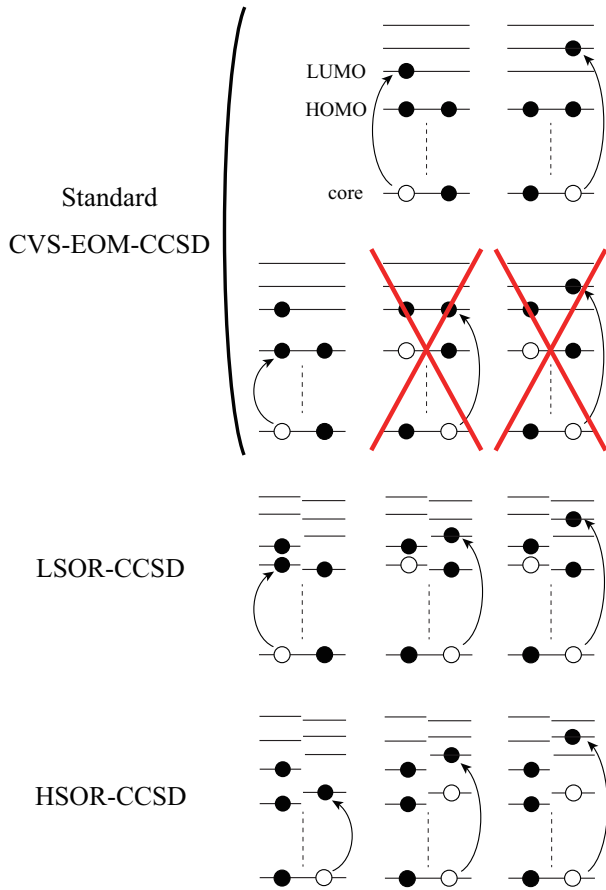 LUMO
HOMO
core
Standard
CVS-EOM-CCSD
LSOR-CCSD
HSOR-CCSD